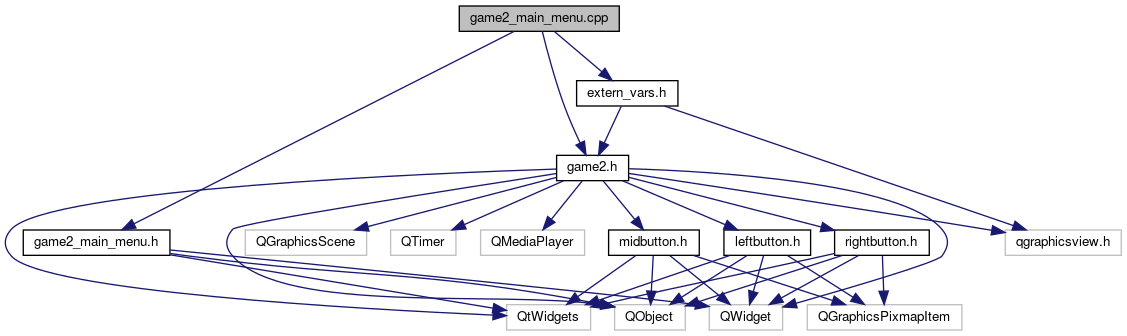 game2_main_menu.cpp
extern_vars.h
game2.h
game2_main_menu.h
QGraphicsScene
QTimer
QMediaPlayer
midbutton.h
leftbutton.h
rightbutton.h
qgraphicsview.h
QtWidgets
QObject
QWidget
QGraphicsPixmapItem